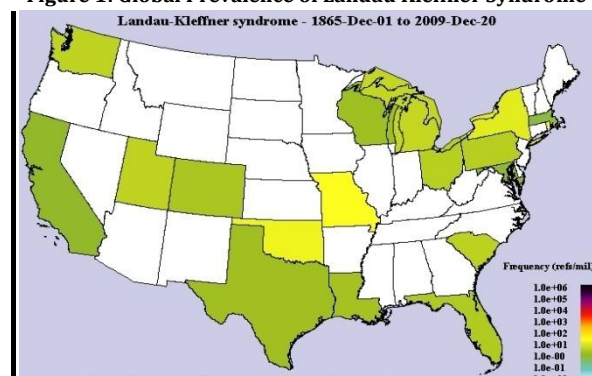 Figure 1: Global Prevalence of Landau Kleffner syndrome
Landau-Kleffner syndrome - 1865-Dec-01 to 2009-Dec-20
Frequency (refs/mil)
1.0e+06
1.0e+05
1.0e+04
1.0e+03
1.0e+02
1.0e+01
1.0e-00
1.0e-01